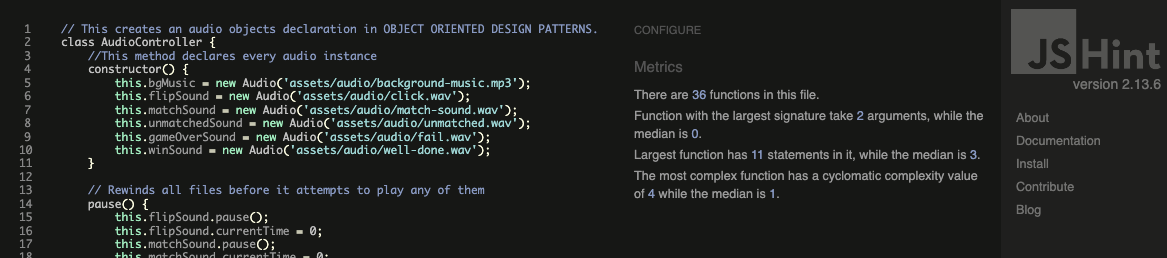 1 // This creates an audio objects declaration in OBJECT ORIENTED DESIGN PATTERNS.
2 class AudioController {
3 //This method declares every audio instance
4 constructor() {
5 this.bgMusic = new Audio('assets/audio/background-music.mp3');
6 this.flipSound = new Audio('assets/audio/click.wav');
7 this.matchSound = new Audio('assets/audio/match-sound.wav');
8 this.unmatchedSound = new Audio('assets/audio/unmatched.wav');
9 this.gameOverSound = new Audio('assets/audio/fail.wav');
10 this.winSound = new Audio('assets/audio/well-done.wav');
11 }
12
13 // Rewinds all files before it attempts to play any of them
14 pause() {
15 this.flipSound.pause();
16 this.flipSound.currentTime = 0;
17 this.matchSound.pause();
18 this.matchSound.currentTime = 0;
CONFIGURE
Metrics
There are 36 functions in this file.
Function with the largest signature take 2 arguments, while the
median is 0.
Largest function has 11 statements in it, while the median is 3.
The most complex function has a cyclomatic complexity value
of 4 while the median is 1.
JSHint
version 2.13.6
About
Documentation
Install
Contribute
Blog